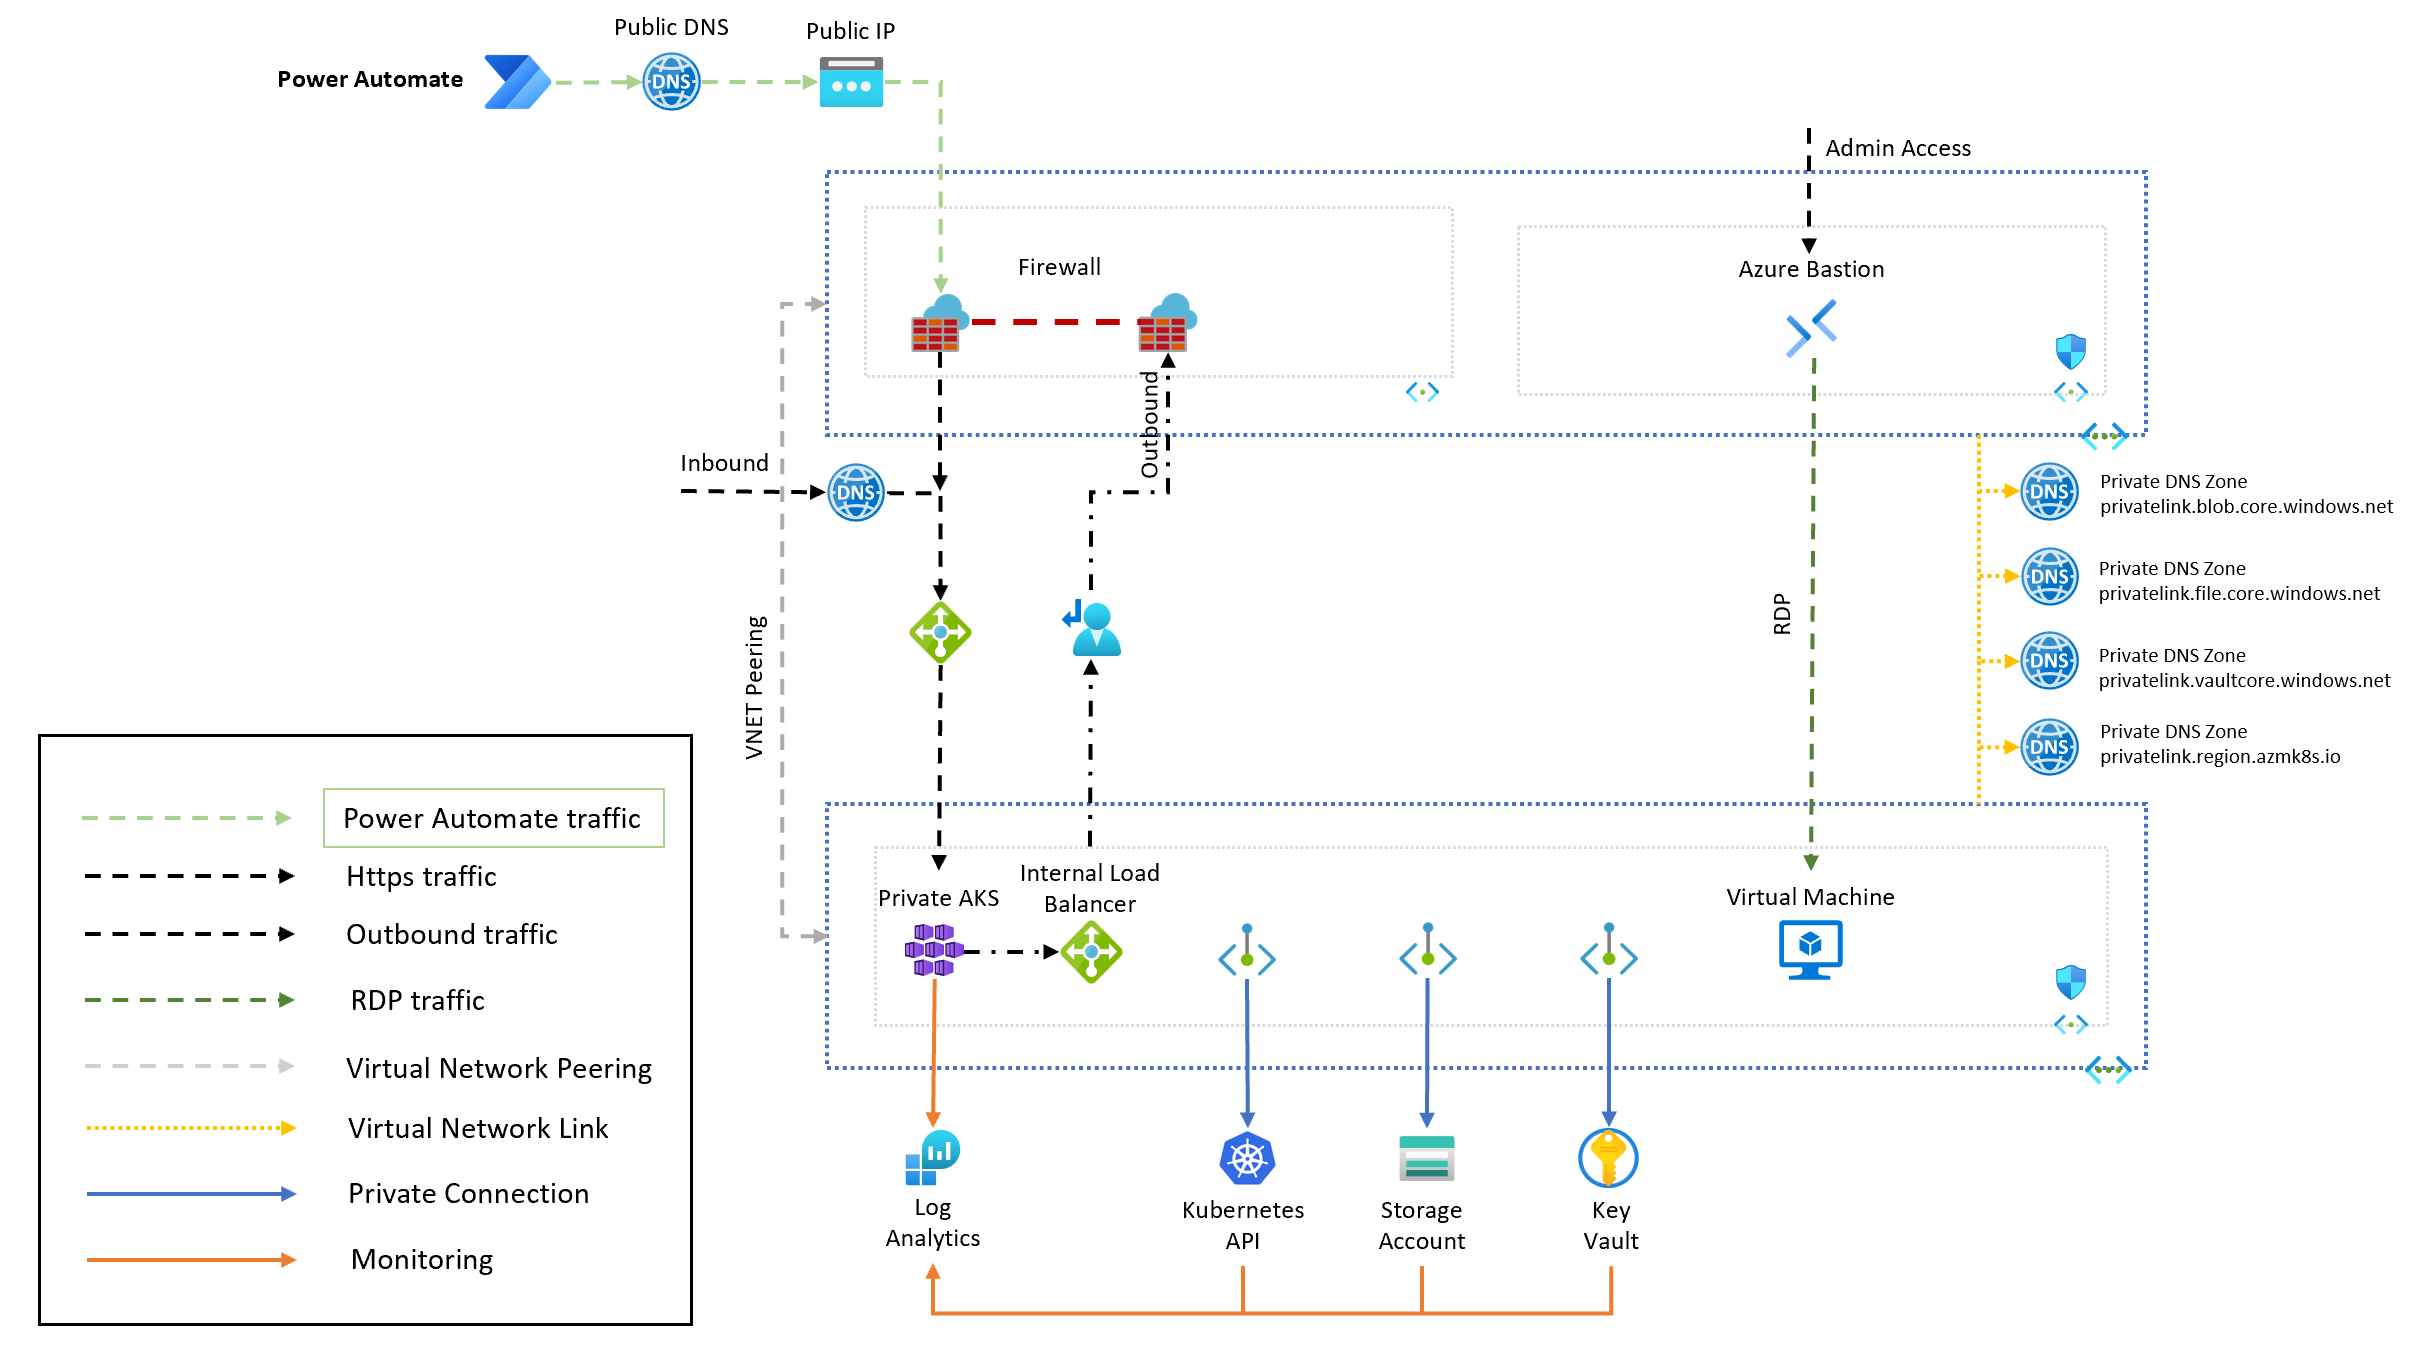 Public DNS
Public IP
Power Automate
DNS
Admin Access
Firewall
Azure Bastion
Outbound
Inbound
DNS
VNET Peering
RDP
DNS
Private DNS Zone
privatelink.blob.core.windows.net
DNS
Private DNS Zone
privatelink.file.core.windows.net
DNS
Private DNS Zone
privatelink.vaultcore.windows.net
DNS
Private DNS Zone
privatelink.region.azmk8s.io
Private AKS
Internal Load
Balancer
Virtual Machine
Log
Analytics
Kubernetes
API
Storage
Account
Key
Vault
Power Automate traffic
Https traffic
Outbound traffic
RDP traffic
Virtual Network Peering
Virtual Network Link
Private Connection
Monitoring